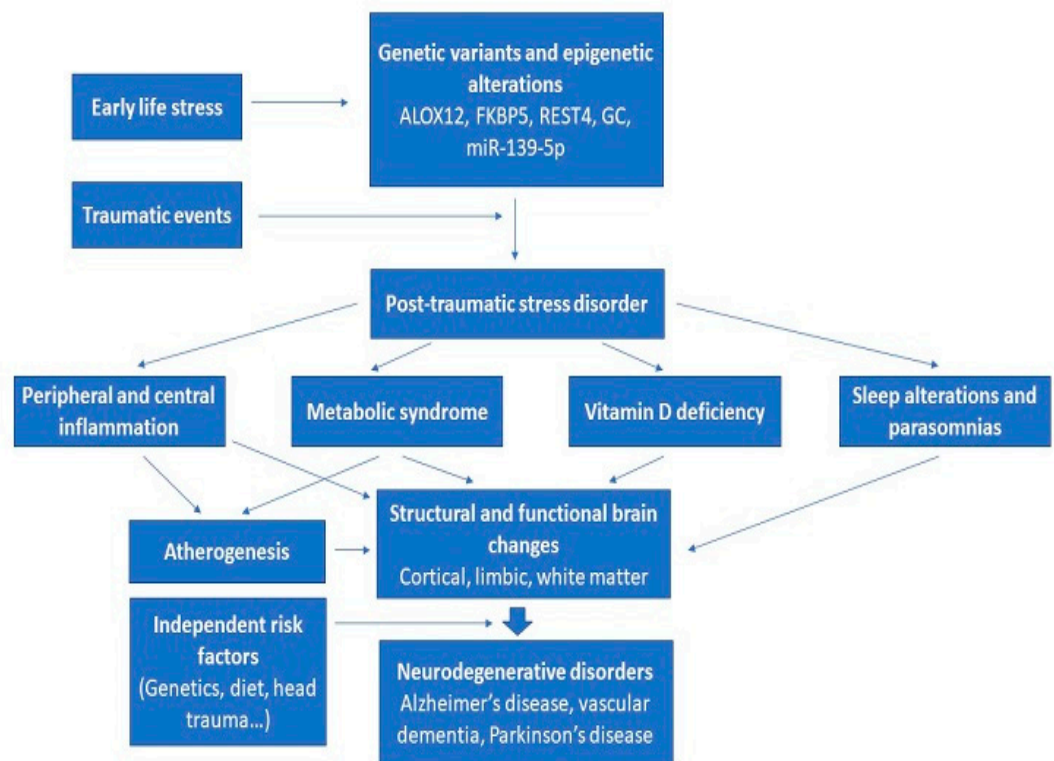 Genetic variants and epigenetic
alterations
ALOX12, FKBP5, REST4, GC,
miR-139-5p
Early life stress
Traumatic events
Post-traumatic stress disorder
Peripheral and central
inflammation
Metabolic syndrome
Vitamin D deficiency
Sleep alterations and
parasomnias
Atherogenesis
Structural and functional brain
changes
Cortical, limbic, white matter
Independent risk
factors
(Genetics, diet, head
trauma...)
Neurodegenerative disorders
Alzheimer's disease, vascular
dementia, Parkinson's disease